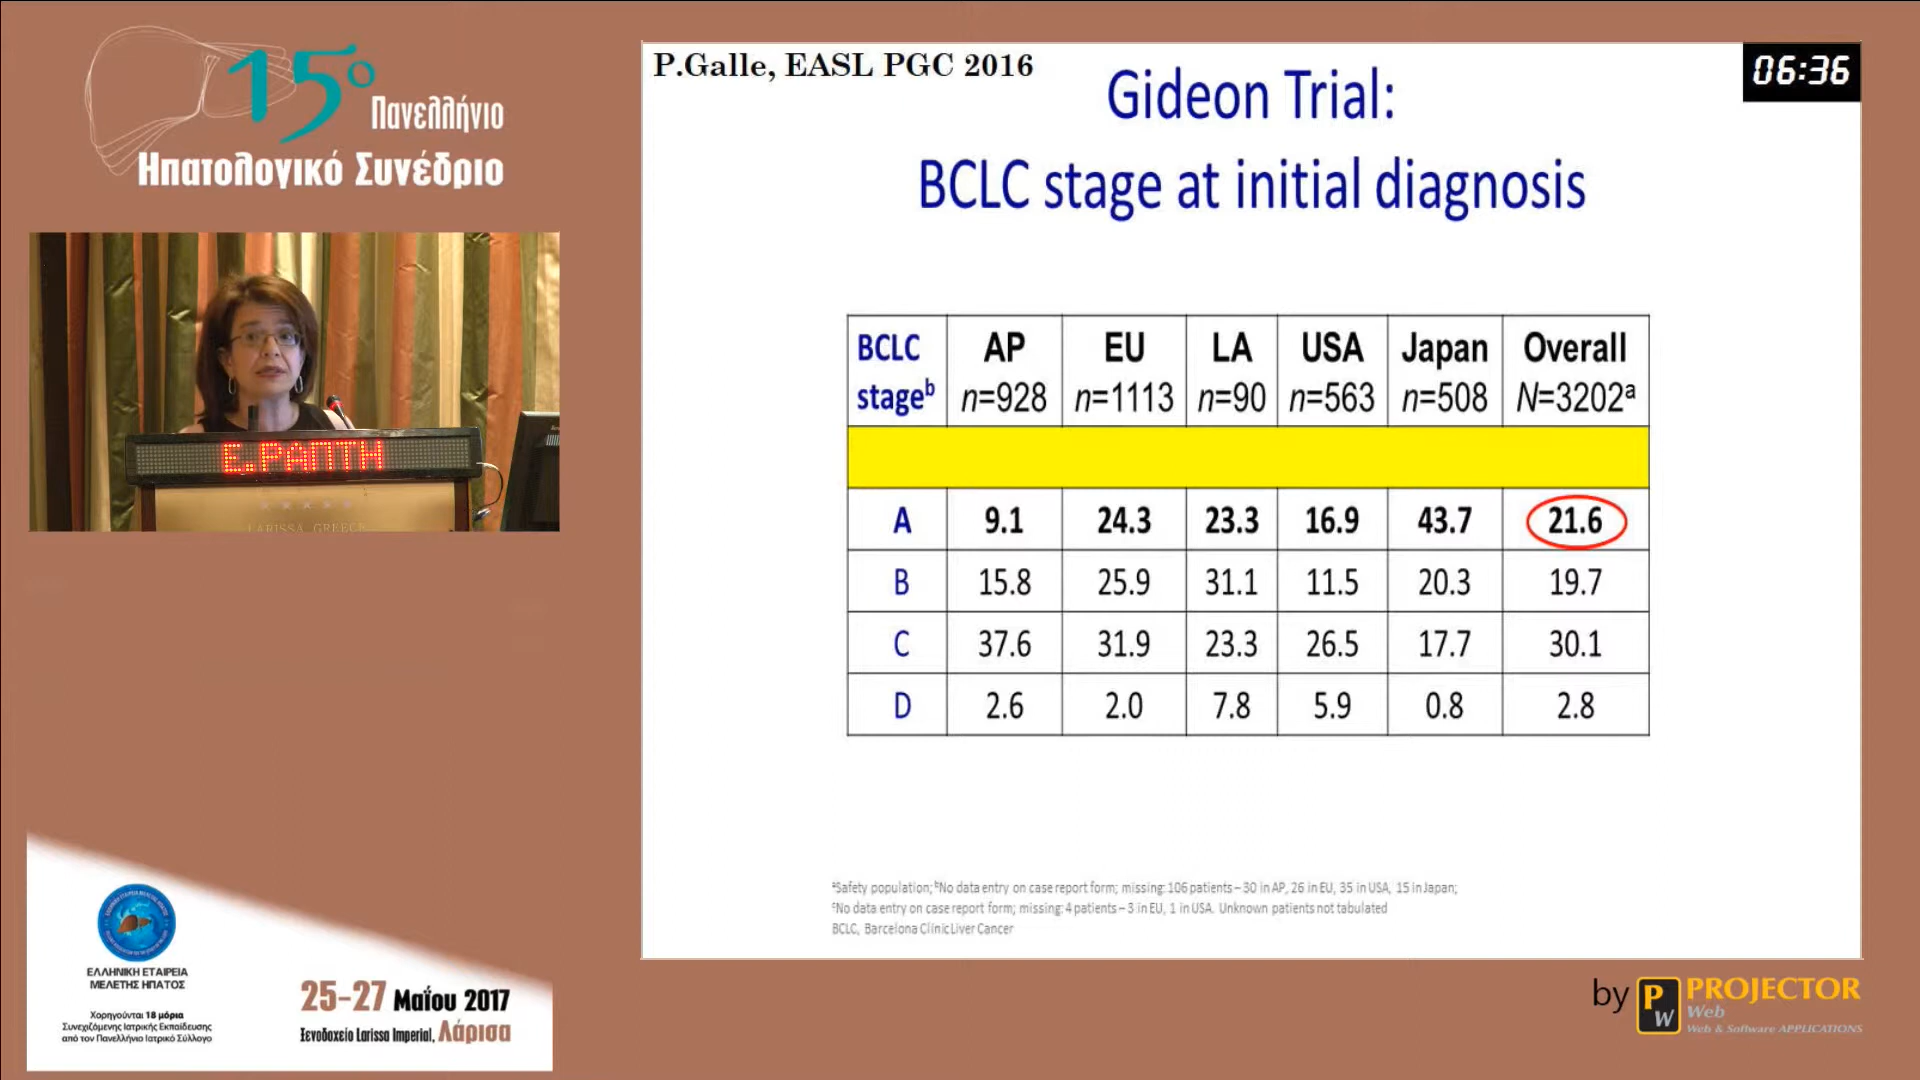 15ο
Πανελλήνιο
Ηπατολογικό Συνέδριο
Ε.ΡΑΠΤΗ
LARISSA GREECE
ΕΛΛΗΝΙΚΗ ΕΤΑΙΡΕΙΑ
ΜΕΛΕΤΗΣ ΗΠΑΤΟΣ
Χορηγούνται 18 μόρια
Συνεχιζόμενης Ιατρικής Εκπαίδευσης
από τον Πανελλήνιο Ιατρικό Σύλλογο
25-27 Μαΐου 2017
Ξενοδοχείο Larissa Imperial, Λάρισα
P.Galle, EASL PGC 2016
06:36
Gideon Trial:
BCLC stage at initial diagnosis
BCLC stageᵇ AP n=928 EU n=1113 LA n=90 USA n=563 Japan n=508 Overall N=3202ᵃ
A 9.1 24.3 23.3 16.9 43.7 21.6
B 15.8 25.9 31.1 11.5 20.3 19.7
C 37.6 31.9 23.3 26.5 17.7 30.1
D 2.6 2.0 7.8 5.9 0.8 2.8
ᵃSafety population; ᵇNo data entry on case report form; missing: 106 patients – 30 in AP, 26 in EU, 35 in USA, 15 in Japan;
ᶜNo data entry on case report form; missing: 4 patients – 3 in EU, 1 in USA. Unknown patients not tabulated
BCLC, Barcelona Clinic Liver Cancer
by PW PROJECTOR
Web
Web & Software APPLICATIONS